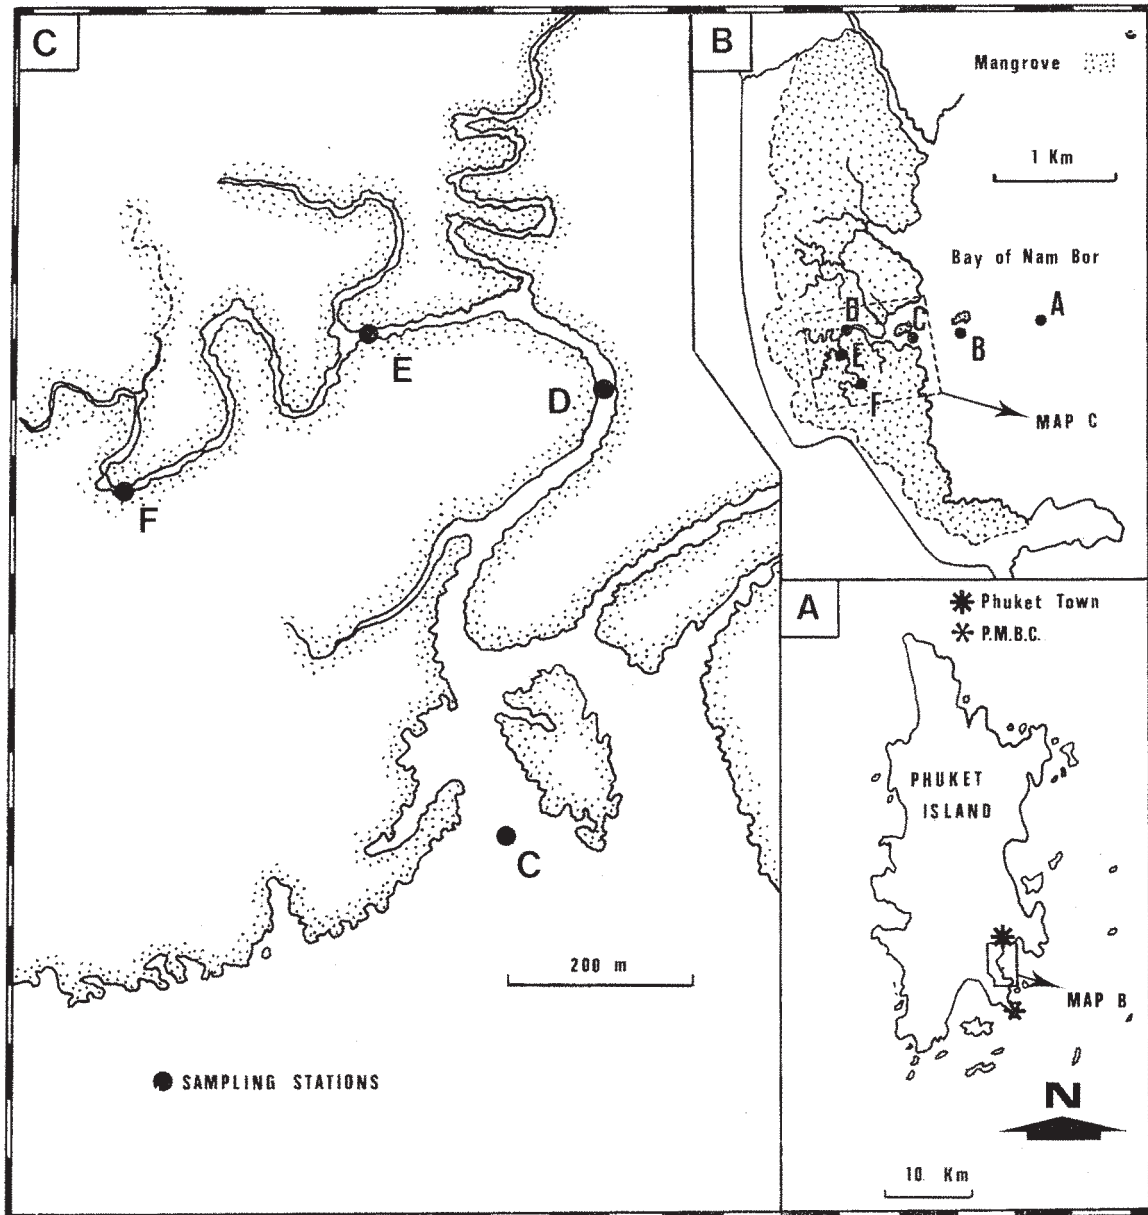 C
E
D
F
C
200 m
SAMPLING STATIONS
B
Mangrove
1 Km
Bay of Nam Bor
A
B
C
B
E
F
MAP C
A
Phuket Town
P.M.B.C.
PHUKET
ISLAND
MAP B
N
10 Km